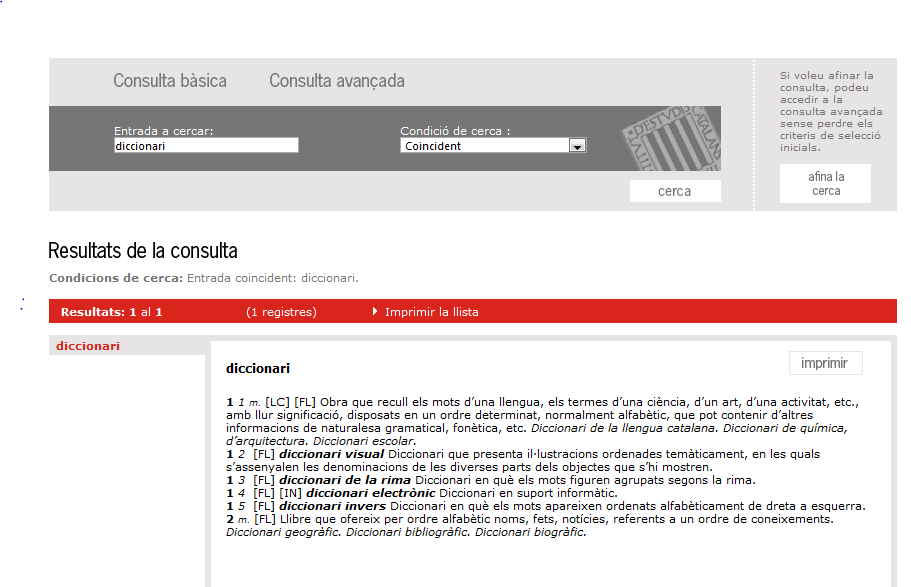 Consulta bàsica Consulta avançada
Entrada a cercar: Condició de cerca :
diccionari Coincident
cerca
Si voleu afinar la
consulta, podeu
accedir a la
consulta avançada
sense perdre els
criteris de selecció
inicials.
afina la
cerca
Resultats de la consulta
Condicions de cerca: Entrada coincident: diccionari.
Resultats: 1 al 1 (1 registres) Imprimir la llista
diccionari
imprimir
diccionari
1 1 m. [LC] [FL] Obra que recull els mots d’una llengua, els termes d’una ciència, d’un art, d’una activitat, etc.,
amb llur significació, disposats en un ordre determinat, normalment alfabètic, que pot contenir d’altres
informacions de naturalesa gramatical, fonètica, etc. Diccionari de la llengua catalana. Diccionari de química,
d’arquitectura. Diccionari escolar.
1 2 [FL] diccionari visual Diccionari que presenta il·lustracions ordenades temàticament, en les quals
s’assenyalen les denominacions de les diverses parts dels objectes que s’hi mostren.
1 3 [FL] diccionari de la rima Diccionari en què els mots figuren agrupats segons la rima.
1 4 [FL] [IN] diccionari electrònic Diccionari en suport informàtic.
1 5 [FL] diccionari invers Diccionari en què els mots apareixen ordenats alfabèticament de dreta a esquerra.
2 m. [FL] Llibre que ofereix per ordre alfabètic noms, fets, notícies, referents a un ordre de coneixements.
Diccionari geogràfic. Diccionari bibliogràfic. Diccionari biogràfic.